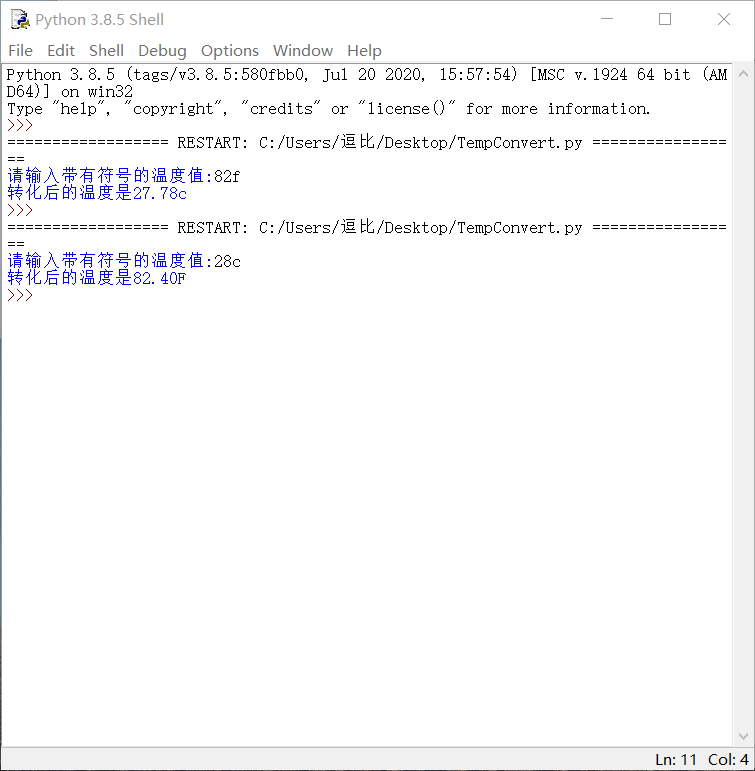 Python 3.8.5 Shell
File Edit Shell Debug Options Window Help
Python 3.8.5 (tags/v3.8.5:580fbb0, Jul 20 2020, 15:57:54) [MSC v.1924 64 bit (AM
D64)] on win32
Type "help", "copyright", "credits" or "license()" for more information.
>>>
================== RESTART: C:/Users/逗比/Desktop/TempConvert.py ===============
==
请输入带有符号的温度值:82f
转化后的温度是27.78c
>>>
================== RESTART: C:/Users/逗比/Desktop/TempConvert.py ===============
==
请输入带有符号的温度值:28c
转化后的温度是82.40F
>>>
Ln: 11 Col: 4